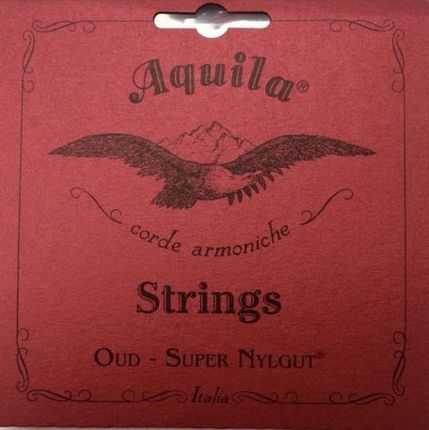 Aquila®
corde armoniche
Strings
OUD - SUPER NYLGUT®
Italia